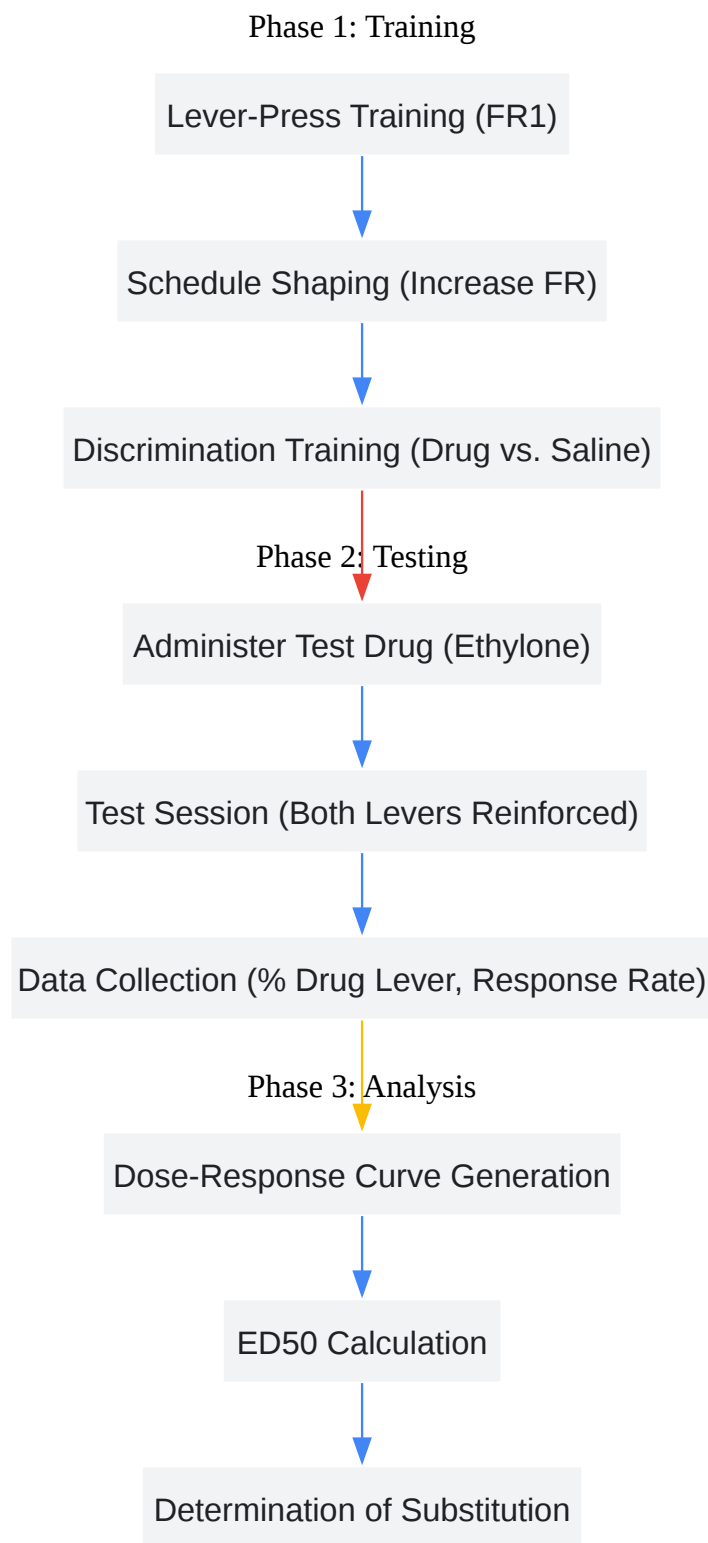 Phase 1: Training
Lever-Press Training (FR1)
Schedule Shaping (Increase FR)
Discrimination Training (Drug vs. Saline)
Phase 2: Testing
Administer Test Drug (Ethylone)
Test Session (Both Levers Reinforced)
Data Collection (% Drug Lever, Response Rate)
Phase 3: Analysis
Dose-Response Curve Generation
ED50 Calculation
Determination of Substitution